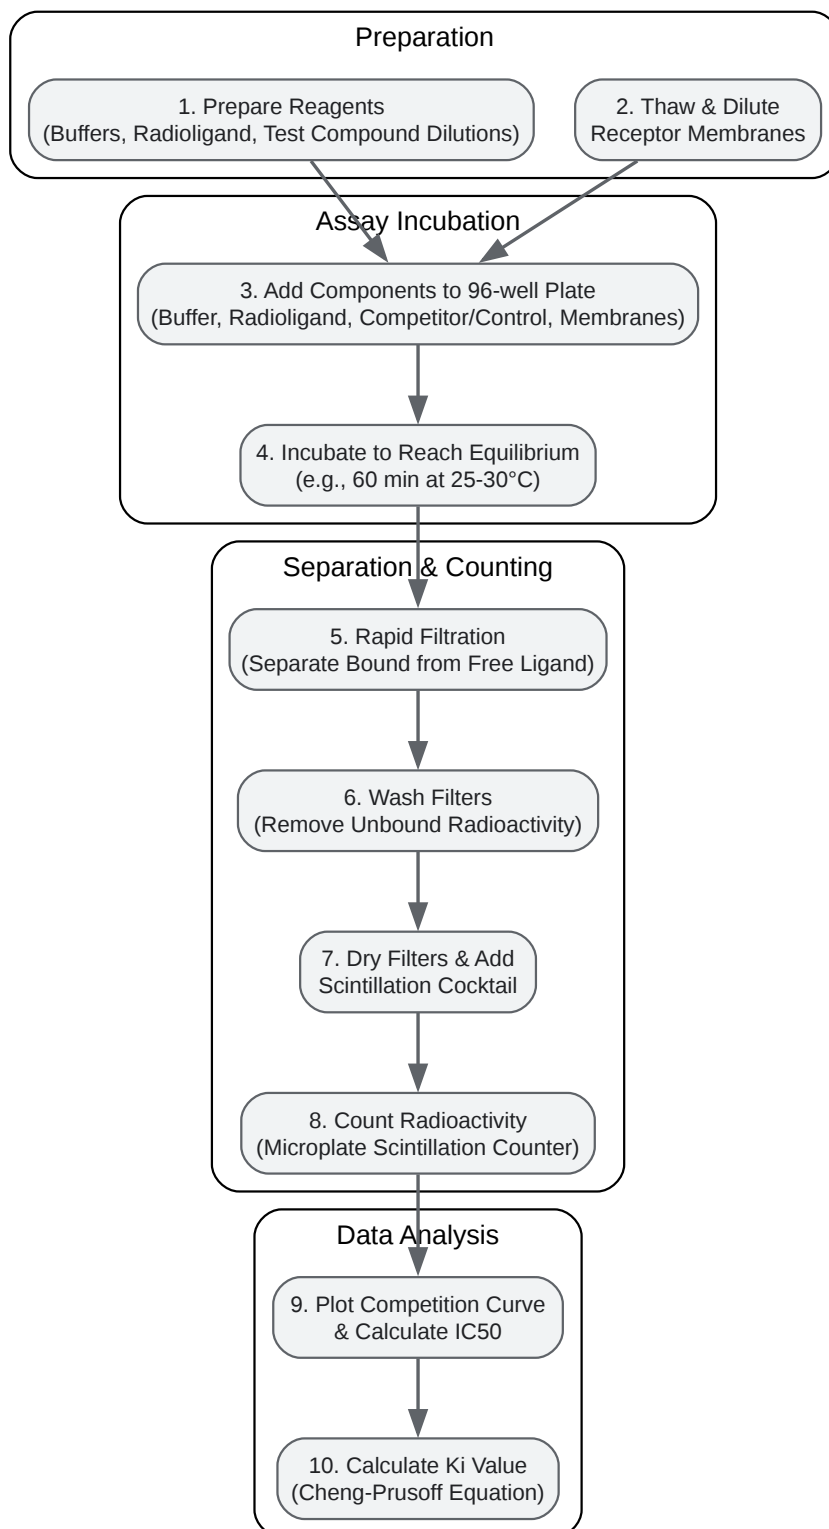 Preparation
1. Prepare Reagents
(Buffers, Radioligand, Test Compound Dilutions)
2. Thaw & Dilute
Receptor Membranes
Assay Incubation
3. Add Components to 96-well Plate
(Buffer, Radioligand, Competitor/Control, Membranes)
4. Incubate to Reach Equilibrium
(e.g., 60 min at 25-30°C)
Separation & Counting
5. Rapid Filtration
(Separate Bound from Free Ligand)
6. Wash Filters
(Remove Unbound Radioactivity)
7. Dry Filters & Add
Scintillation Cocktail
8. Count Radioactivity
(Microplate Scintillation Counter)
Data Analysis
9. Plot Competition Curve
& Calculate IC50
10. Calculate Ki Value
(Cheng-Prusoff Equation)